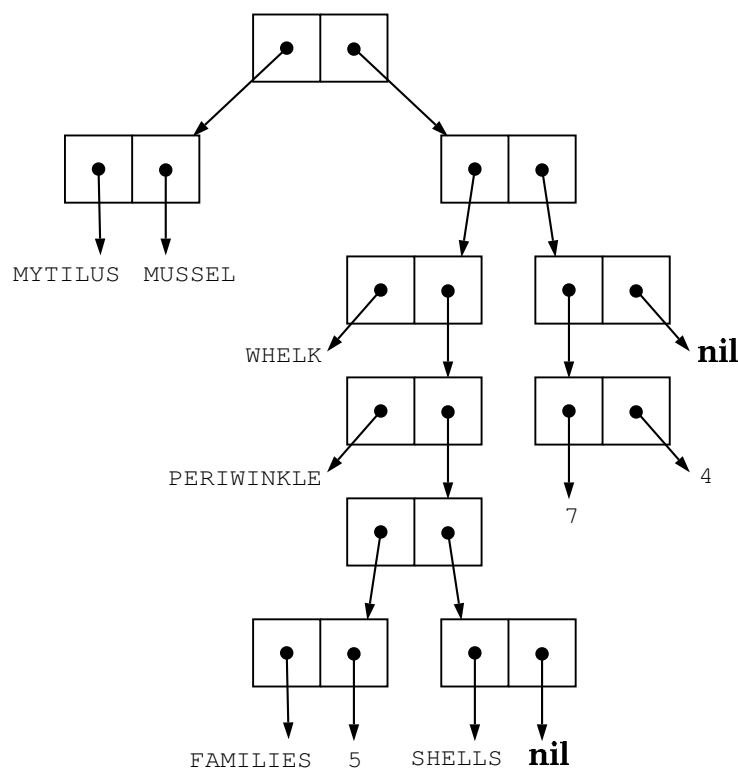 MYTILUS MUSSEL
WHELK nil
PERIWINKLE 4
7
FAMILIES 5 SHELLS nil